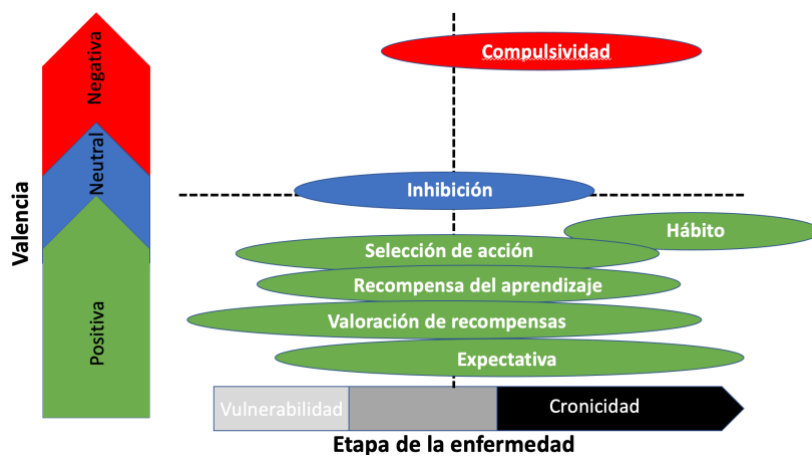 Valencia
Negativa
Neutral
Positiva
Compulsividad
Inhibición
Hábito
Selección de acción
Recompensa del aprendizaje
Valoración de recompensas
Expectativa
Vulnerabilidad
Cronicidad
Etapa de la enfermedad